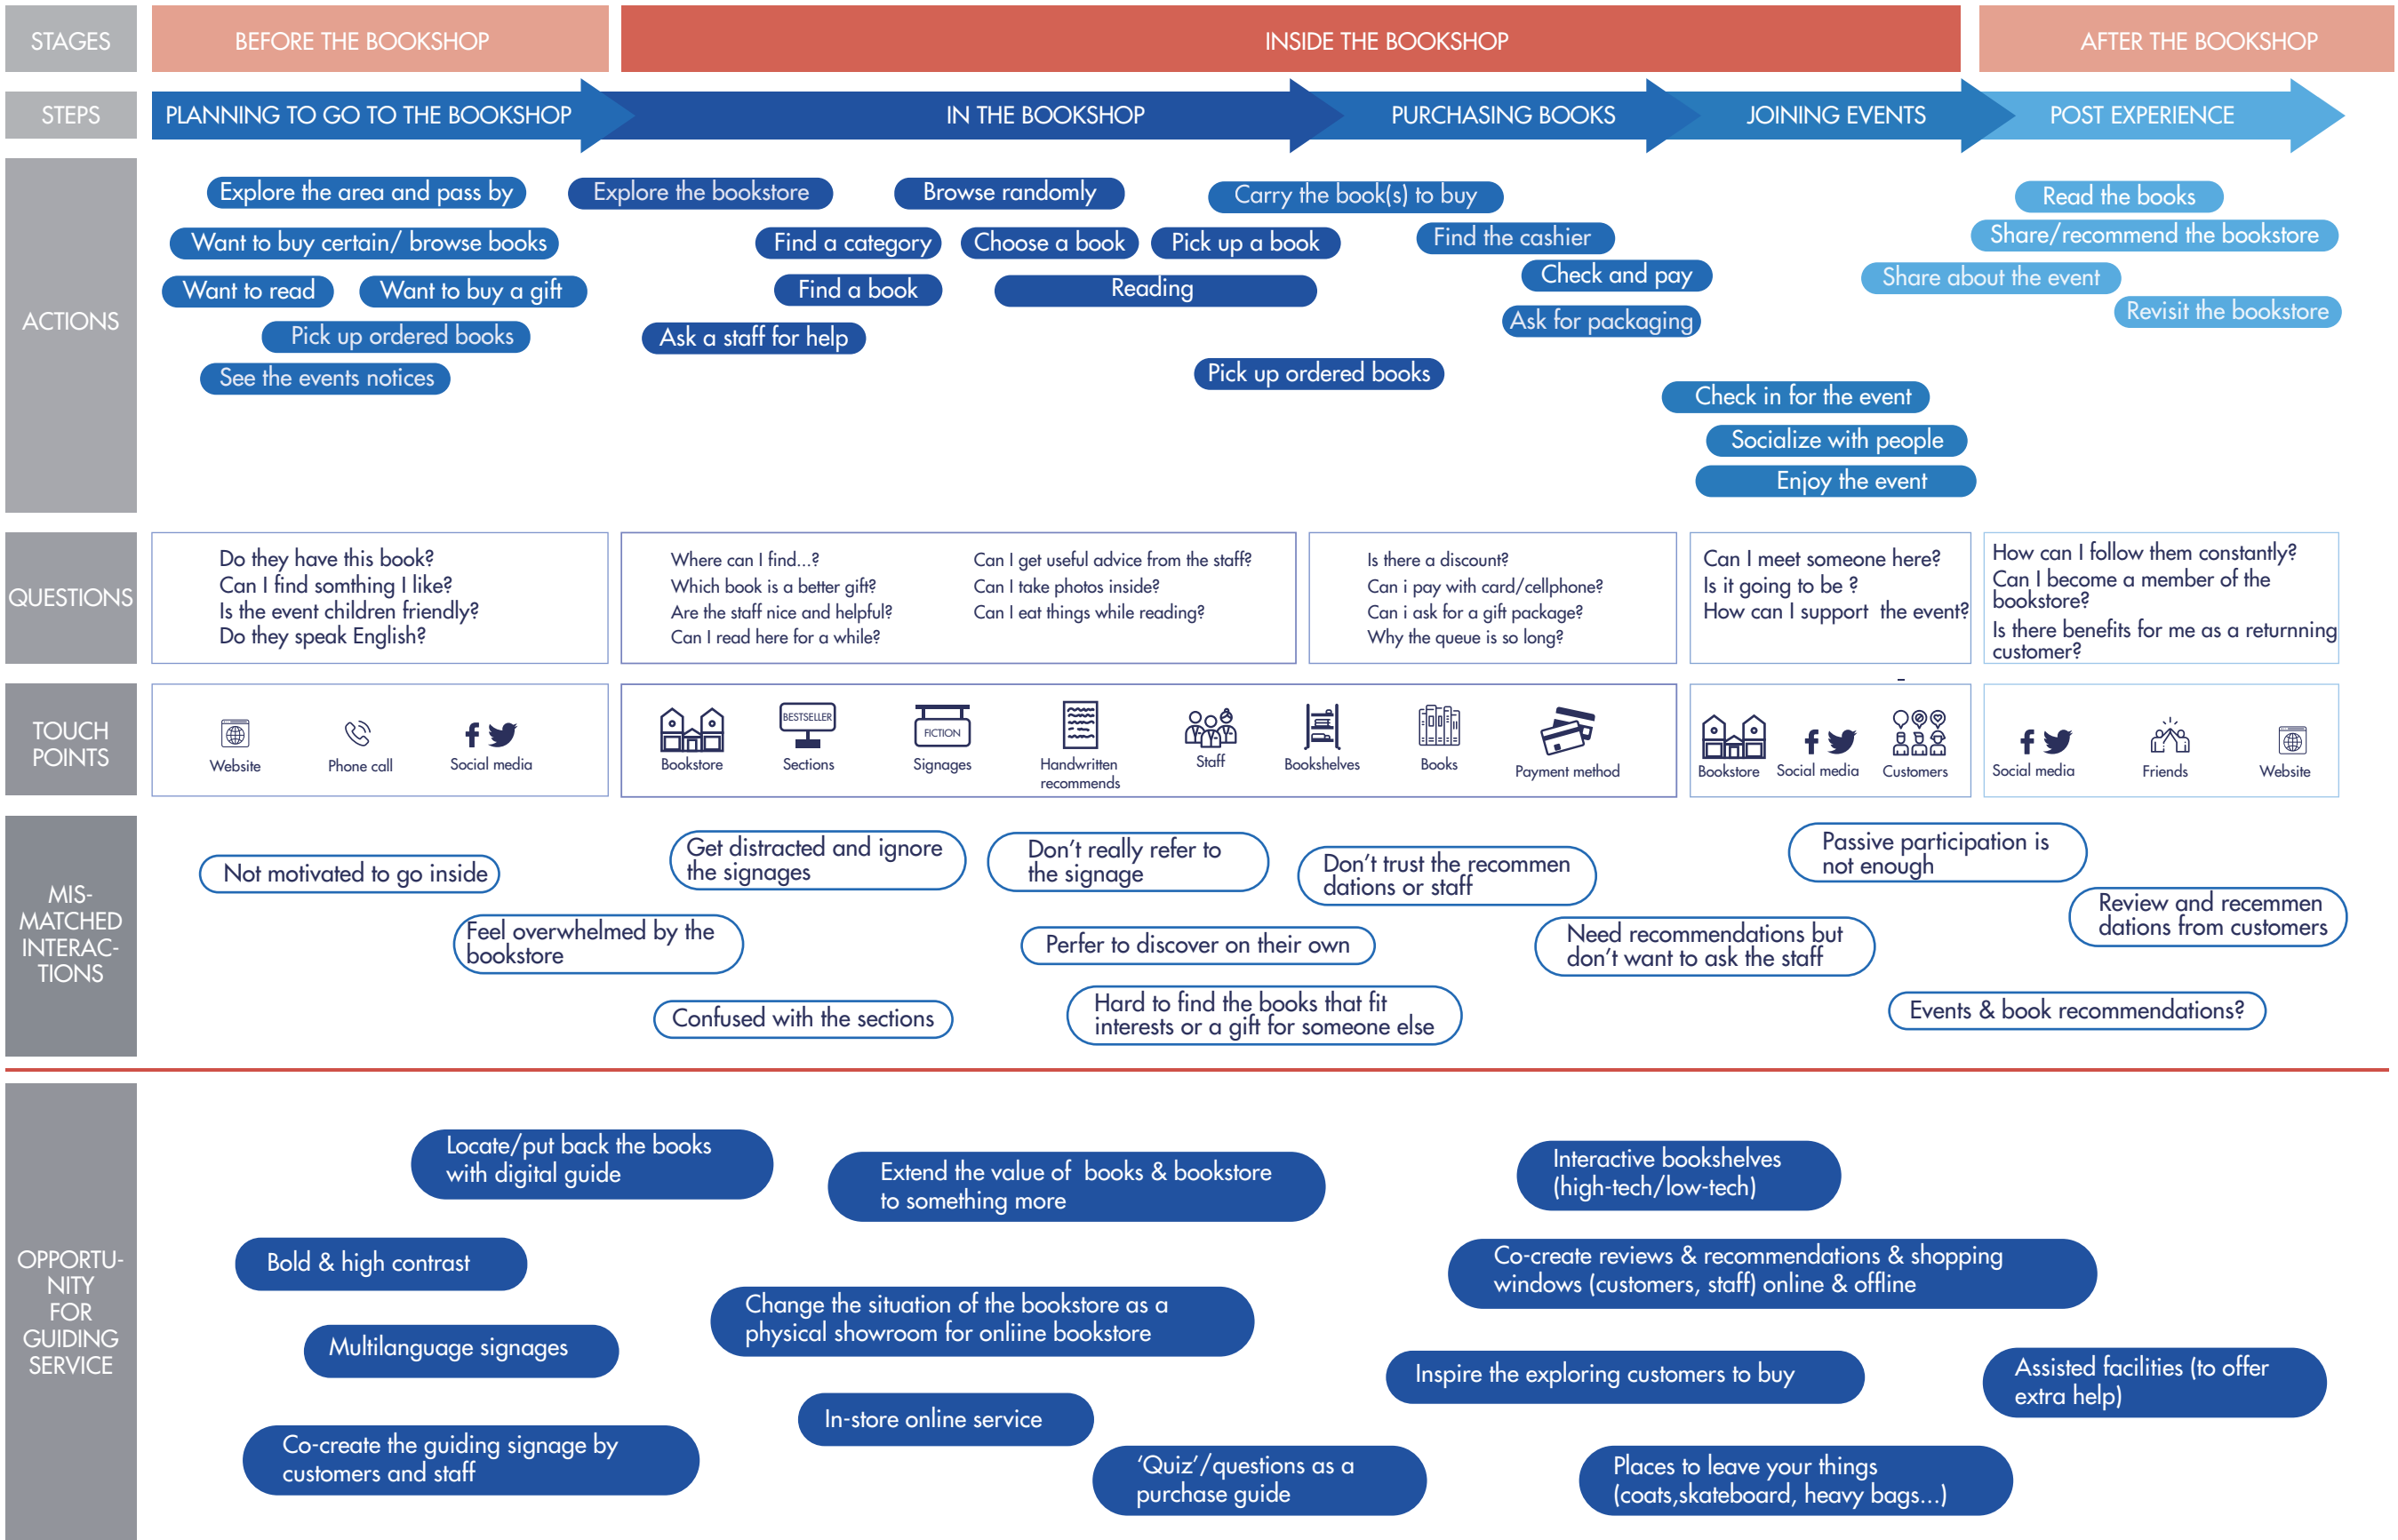 STAGES
BEFORE THE BOOKSHOP
INSIDE THE BOOKSHOP
AFTER THE BOOKSHOP
STEPS
PLANNING TO GO TO THE BOOKSHOP
IN THE BOOKSHOP
PURCHASING BOOKS
JOINING EVENTS
POST EXPERIENCE
ACTIONS
Explore the area and pass by
Want to buy certain/ browse books
Want to read
Want to buy a gift
Pick up ordered books
See the events notices
Explore the bookstore
Browse randomly
Find a category
Choose a book
Pick up a book
Find a book
Reading
Ask a staff for help
Pick up ordered books
Carry the book(s) to buy
Find the cashier
Check and pay
Ask for packaging
Check in for the event
Socialize with people
Enjoy the event
Read the books
Share/recommend the bookstore
Share about the event
Revisit the bookstore
QUESTIONS
Do they have this book?
Can I find somthing I like?
Is the event children friendly?
Do they speak English?
Where can I find...?
Which book is a better gift?
Are the staff nice and helpful?
Can I read here for a while?
Can I get useful advice from the staff?
Can I take photos inside?
Can I eat things while reading?
Is there a discount?
Can i pay with card/cellphone?
Can i ask for a gift package?
Why the queue is so long?
Can I meet someone here?
Is it going to be ?
How can I support  the event?
How can I follow them constantly?
Can I become a member of the
bookstore?
Is there benefits for me as a returnning
customer?
TOUCH
POINTS
Website
Phone call
Social media
Bookstore
BESTSELLER
Sections
FICTION
Signages
Handwritten
recommends
Staff
Bookshelves
Books
Payment method
Bookstore
Social media
Customers
Social media
Friends
Website
MIS-
MATCHED
INTERAC-
TIONS
Not motivated to go inside
Feel overwhelmed by the
bookstore
Get distracted and ignore
the signages
Confused with the sections
Don't really refer to
the signage
Perfer to discover on their own
Hard to find the books that fit
interests or a gift for someone else
Don't trust the recommen
dations or staff
Need recommendations but
don't want to ask the staff
Passive participation is
not enough
Review and recemmen
dations from customers
Events & book recommendations?
OPPORTU-
NITY
FOR
GUIDING
SERVICE
Locate/put back the books
with digital guide
Bold & high contrast
Multilanguage signages
Co-create the guiding signage by
customers and staff
Extend the value of  books & bookstore
to something more
Change the situation of the bookstore as a
physical showroom for onliine bookstore
In-store online service
'Quiz'/questions as a
purchase guide
Interactive bookshelves
(high-tech/low-tech)
Co-create reviews & recommendations & shopping
windows (customers, staff) online & offline
Inspire the exploring customers to buy
Assisted facilities (to offer
extra help)
Places to leave your things
(coats,skateboard, heavy bags...)